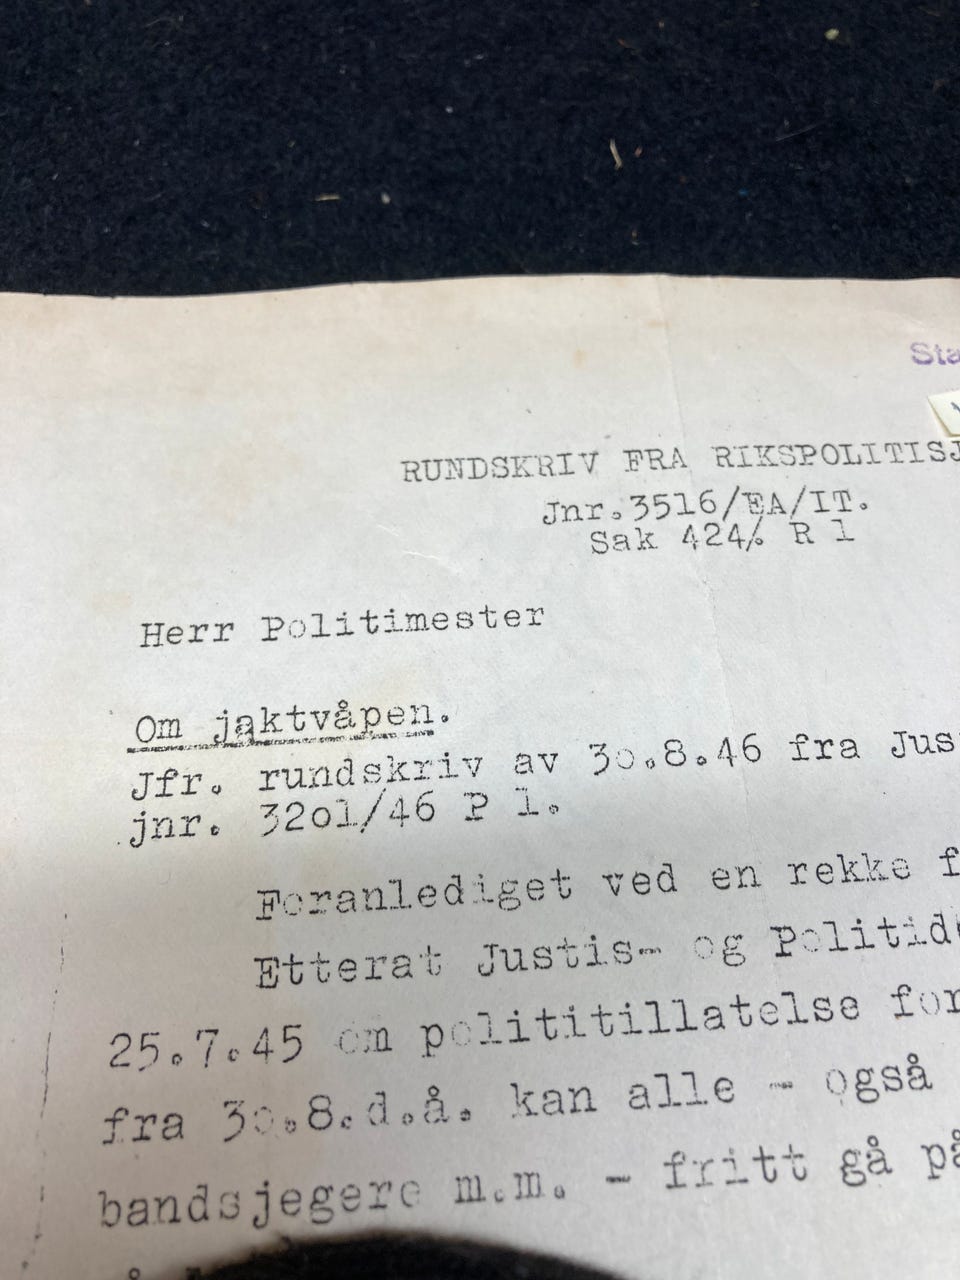 Sta
RUNDSKRIV FRA RIKSPOLITISJ
Jnr.3516/EA/IT.
Sak 424/. R 1
Herr Politimester
Om jaktvåpen.
Jfr. rundskriv av 30.8.46 fra Jus
jnr. 32o1/46 P 1.
Foranlediget ved en rekke f
Etterat Justis- og Politid
25.7.45 om polititillatelse for
fra 3o.8.d.å. kan alle - også
bandsjegere m.m. - fritt gå på